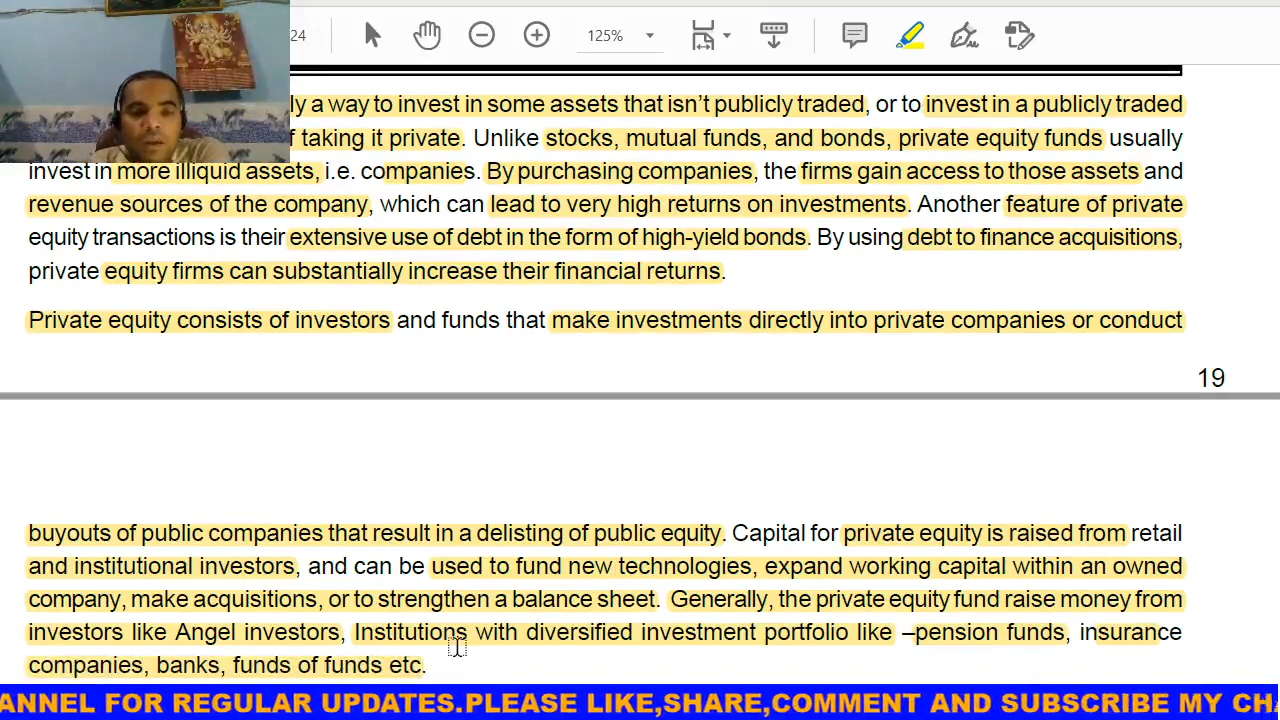 24
125%
ly a way to invest in some assets that isn’t publicly traded, or to invest in a publicly traded
f taking it private. Unlike stocks, mutual funds, and bonds, private equity funds usually
invest in more illiquid assets, i.e. companies. By purchasing companies, the firms gain access to those assets and
revenue sources of the company, which can lead to very high returns on investments. Another feature of private
equity transactions is their extensive use of debt in the form of high-yield bonds. By using debt to finance acquisitions,
private equity firms can substantially increase their financial returns.
Private equity consists of investors and funds that make investments directly into private companies or conduct
19
buyouts of public companies that result in a delisting of public equity. Capital for private equity is raised from retail
and institutional investors, and can be used to fund new technologies, expand working capital within an owned
company, make acquisitions, or to strengthen a balance sheet. Generally, the private equity fund raise money from
investors like Angel investors, Institutions with diversified investment portfolio like –pension funds, insurance
companies, banks, funds of funds etc.
ANNEL FOR REGULAR UPDATES.PLEASE LIKE,SHARE,COMMENT AND SUBSCRIBE MY CHA